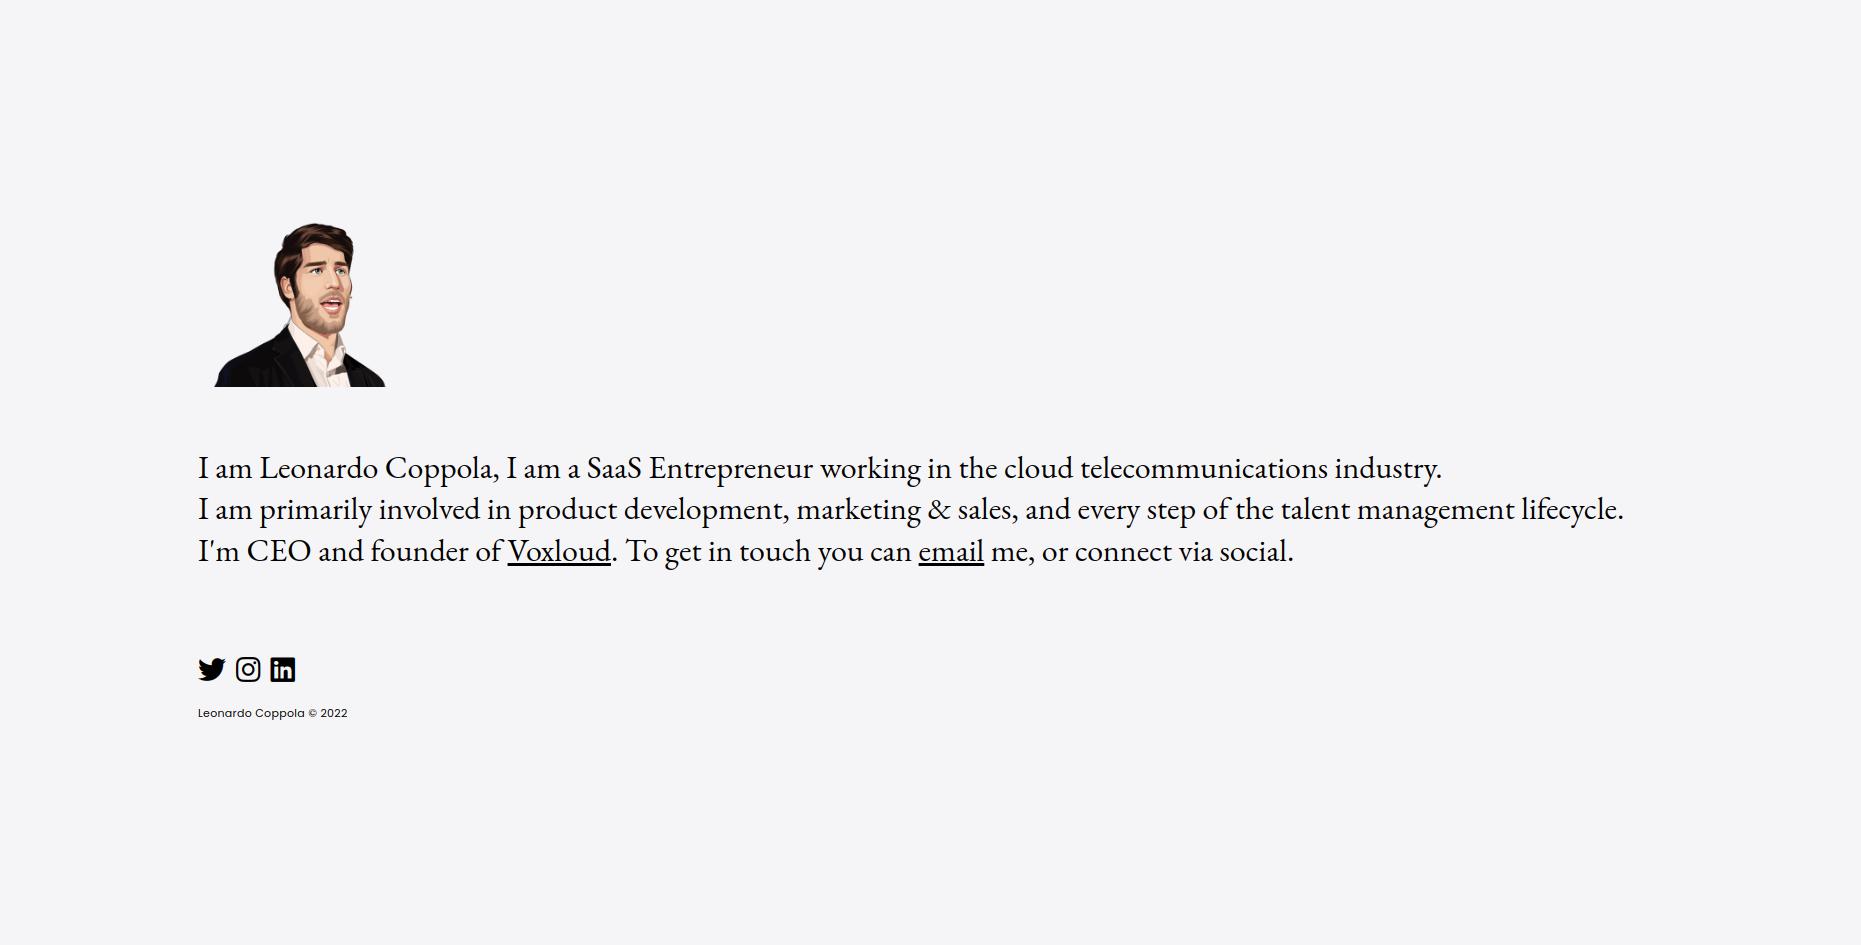 I am Leonardo Coppola, I am a SaaS Entrepreneur working in the cloud telecommunications industry.
I am primarily involved in product development, marketing & sales, and every step of the talent management lifecycle.
I'm CEO and founder of Voxloud. To get in touch you can email me, or connect via social.
in
Leonardo Coppola © 2022